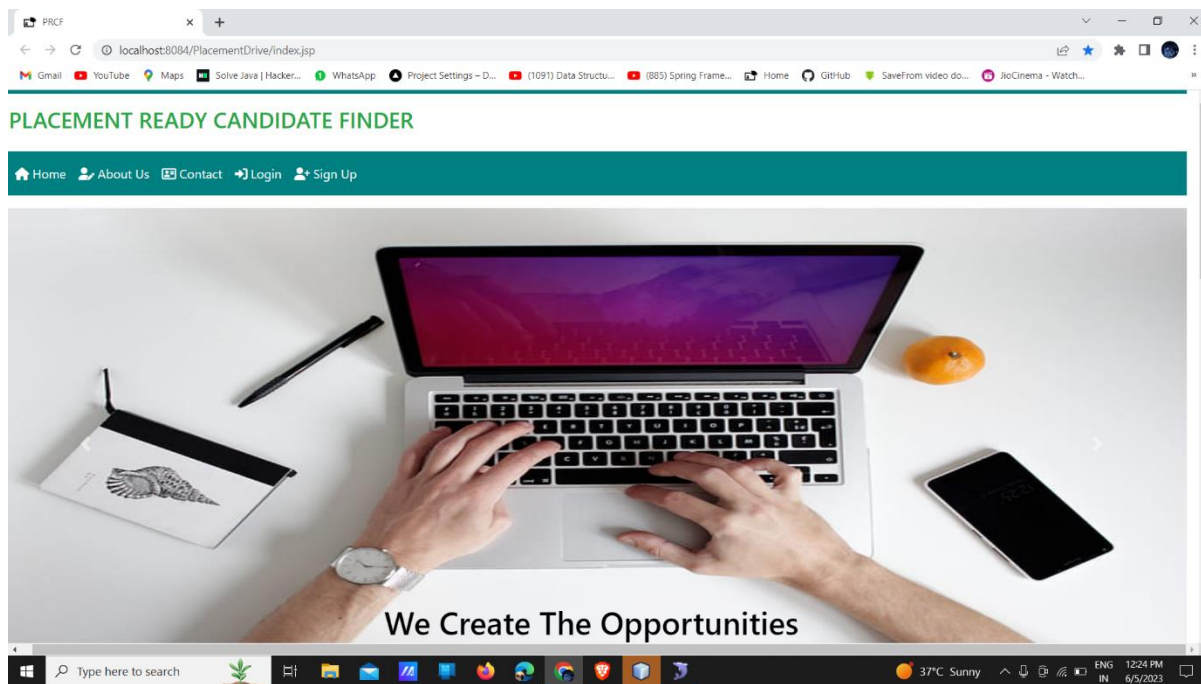 PRCF
localhost:8084/PlacementDrive/index.jsp
Gmail YouTube Maps Solve Java | Hacker... WhatsApp Project Settings – D... (1091) Data Structu... (885) Spring Frame... Home GitHub SaveFrom video do... JioCinema - Watch...
PLACEMENT READY CANDIDATE FINDER
Home About Us Contact Login Sign Up
We Create The Opportunities
Type here to search 37°C Sunny ENG 12:24 PM
IN 6/5/2023